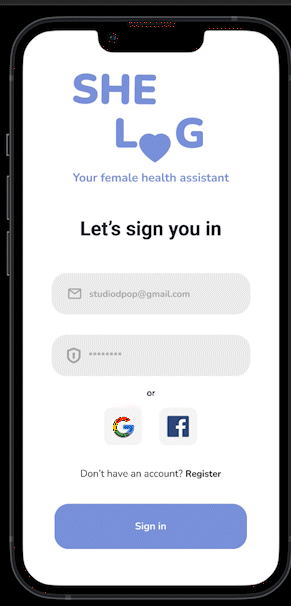 SHE
L G
Your female health assistant
Let's sign you in
studiodpop@gmail.com
********
or
Don't have an account? Register
Sign in